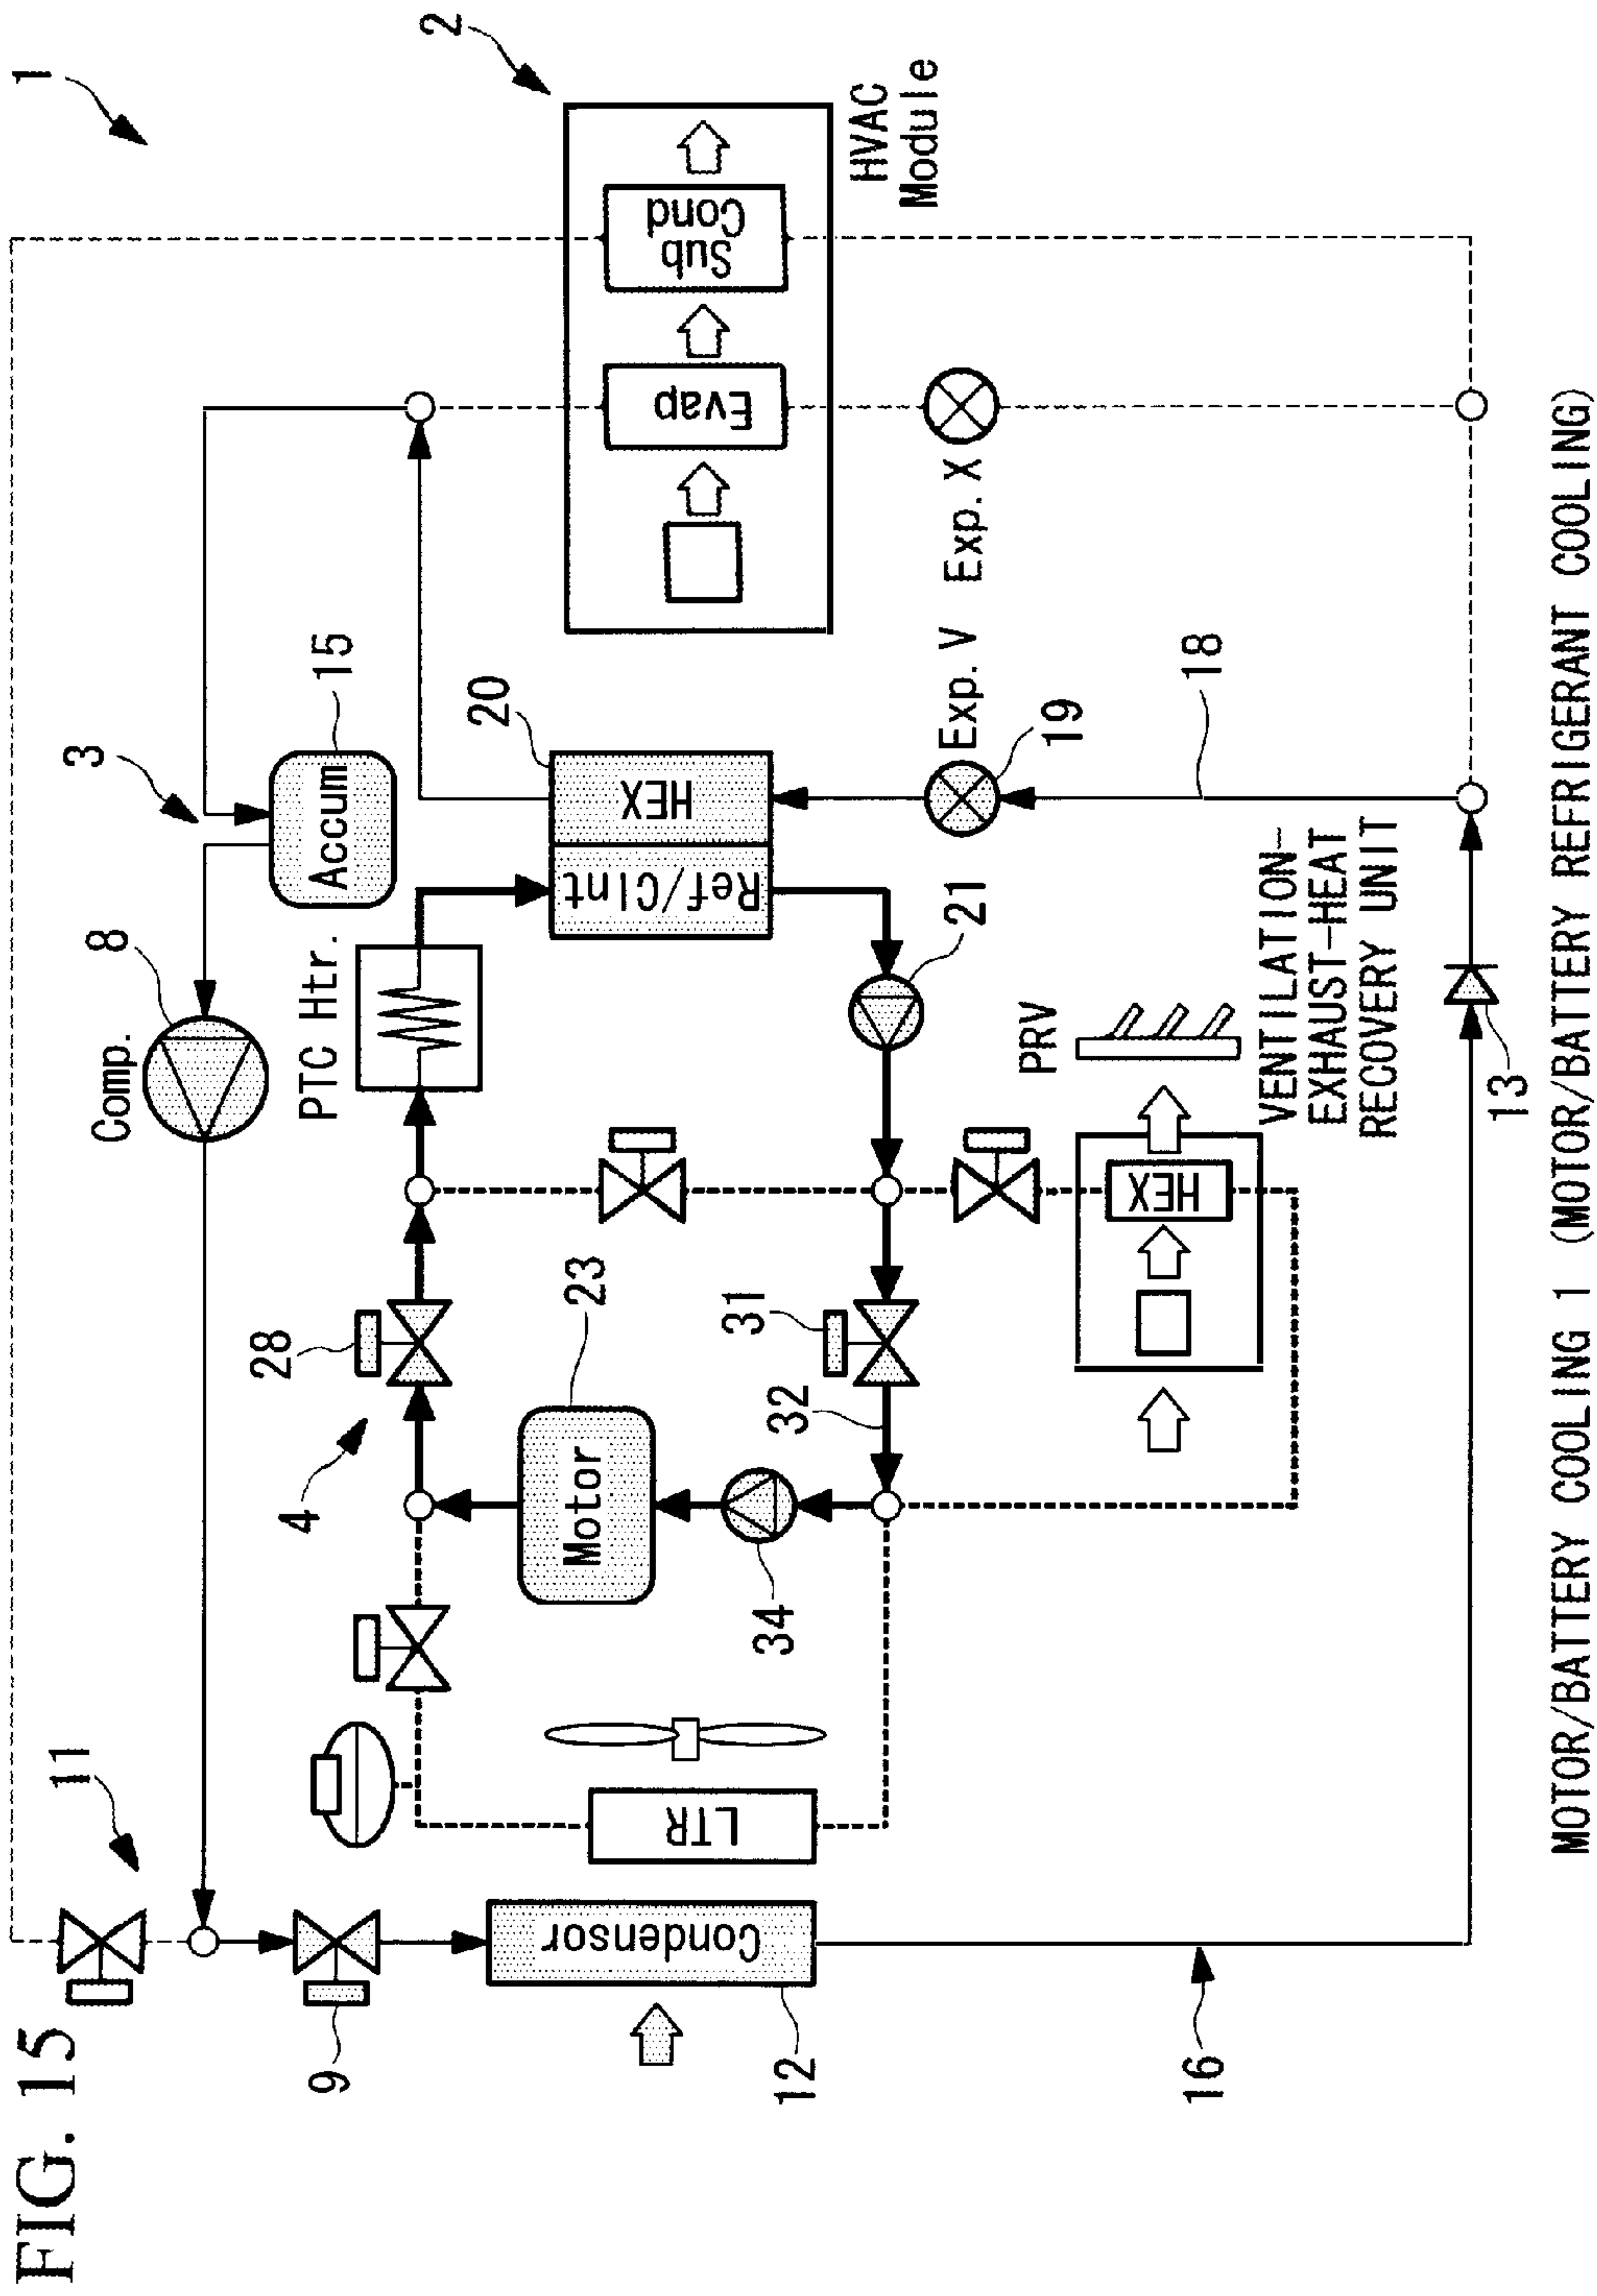 FIG. 15
1
2
3
4
11
9
8
Comp.
15
Accum
PTC Htr.
28
20
HEX
Ref/Clnt
23
Motor
34
32
31
21
LTR
Condensor
12
16
13
18
19
Exp. V
Exp. X
Evap
Sub
Cond
HVAC
Module
PRV
HEX
VENTILATION-
EXHAUST-HEAT
RECOVERY UNIT
MOTOR/BATTERY COOLING 1 (MOTOR/BATTERY REFRIGERANT COOLING)